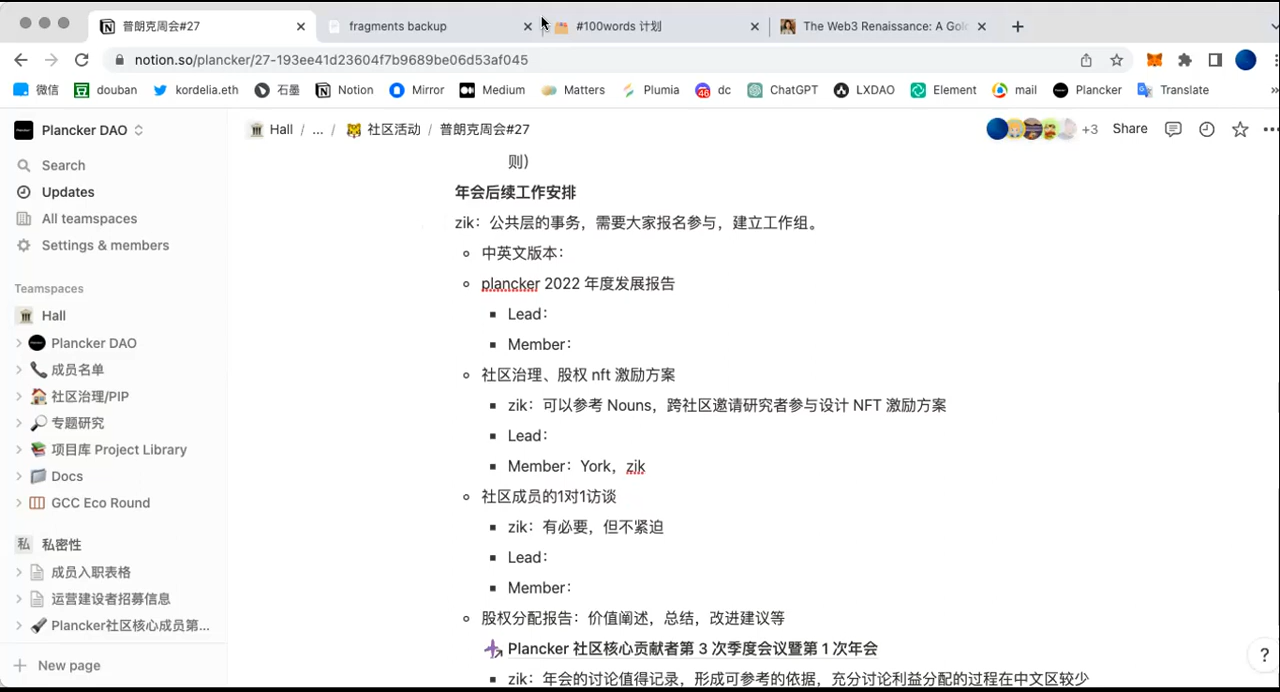 普朗克周会#27
fragments backup
#100words 计划
The Web3 Renaissance: A Gol
notion.so/plancker/27-193ee41d23604f7b9689be06d53af045
微信 douban kordelia.eth 石墨 Notion Mirror Medium Matters Plumia dc ChatGPT LXDAO Element mail Plancker Translate »
Plancker DAO
Hall / ... / 社区活动 / 普朗克周会#27
+3 Share
Search
Updates
All teamspaces
Settings & members
Teamspaces
Hall
Plancker DAO
成员名单
社区治理/PIP
专题研究
项目库 Project Library
Docs
GCC Eco Round
私 私密性
成员入职表格
运营建设者招募信息
Plancker社区核心成员第...
New page
则)
年会后续工作安排
zik：公共层的事务，需要大家报名参与，建立工作组。
中英文版本：
plancker 2022 年度发展报告
Lead：
Member：
社区治理、股权 nft 激励方案
zik：可以参考 Nouns，跨社区邀请研究者参与设计 NFT 激励方案
Lead：
Member：York，zik
社区成员的1对1访谈
zik：有必要，但不紧迫
Lead：
Member：
股权分配报告：价值阐述，总结，改进建议等
Plancker 社区核心贡献者第 3 次季度会议暨第 1 次年会
zik：年会的讨论值得记录，形成可参考的依据，充分讨论利益分配的过程在中文区较少
?